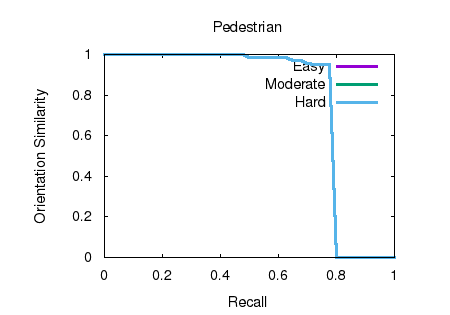 Pedestrian
Orientation Similarity
1
0.8
0.6
0.4
0.2
0
Easy
Moderate
Hard
0 0.2 0.4 0.6 0.8 1
Recall